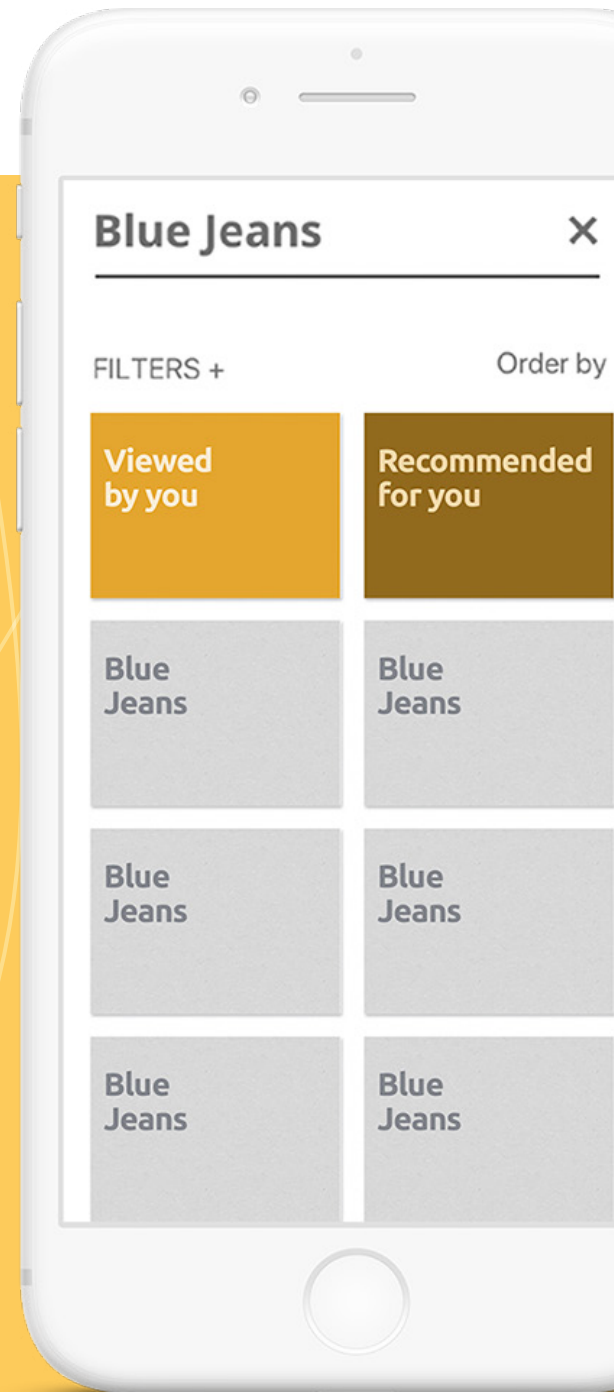 Blue Jeans ×
FILTERS +
Order by
Viewed
by you
Recommended
for you
Blue
Jeans
Blue
Jeans
Blue
Jeans
Blue
Jeans
Blue
Jeans
Blue
Jeans